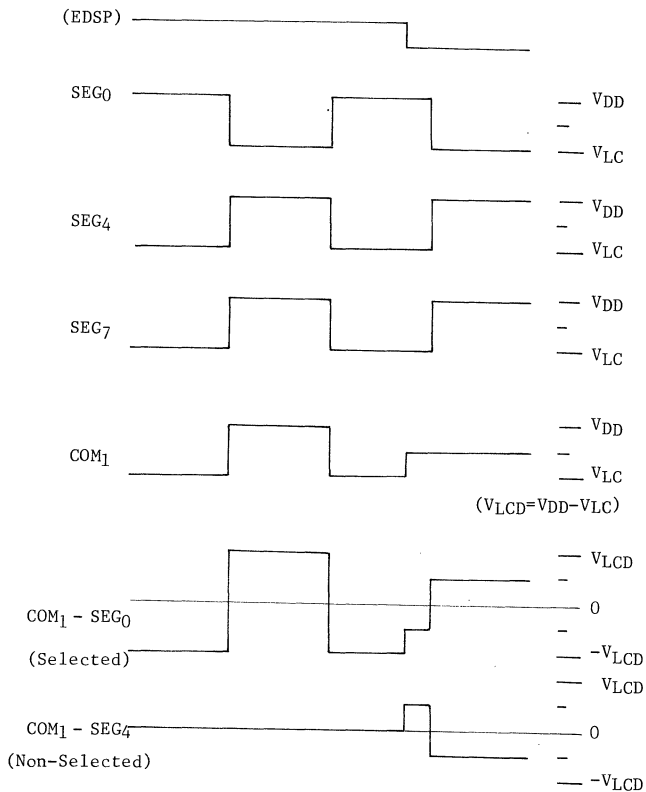 (EDSP)
SEG0
VDD
VLC
SEG4
VDD
VLC
SEG7
VDD
VLC
COM1
VDD
VLC
(VLCD=VDD-VLC)
VLCD
0
COM1 - SEG0
(Selected)
-VLCD
VLCD
COM1 - SEG4
0
(Non-Selected)
-VLCD